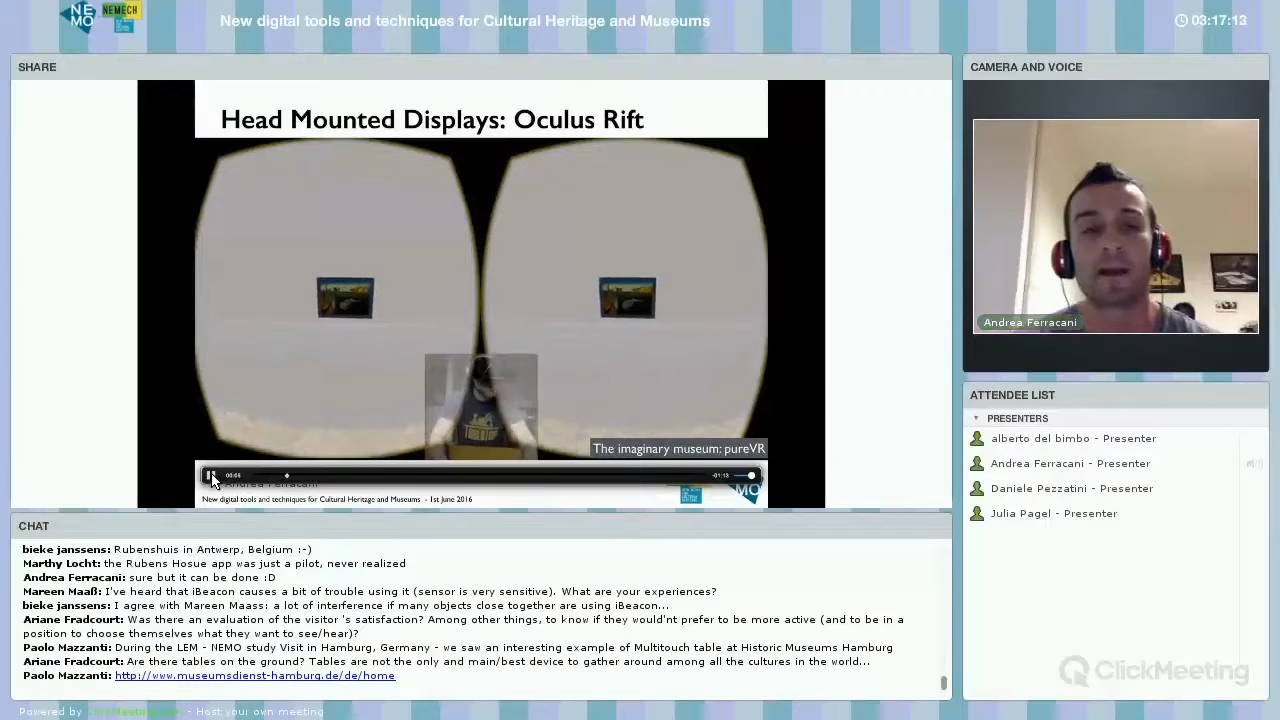 NE
MO
NEMECH
New digital tools and techniques for Cultural Heritage and Museums
03:17:13
SHARE
CAMERA AND VOICE
Head Mounted Displays: Oculus Rift
The imaginary museum: pureVR
00:05
-01:13
Andrea Ferracani
New digital tools and techniques for Cultural Heritage and Museums - 1st June 2016
MO
Andrea Ferracani
ATTENDEE LIST
PRESENTERS
alberto del bimbo - Presenter
Andrea Ferracani - Presenter
Daniele Pezzatini - Presenter
Julia Pagel - Presenter
CHAT
bieke janssens: Rubenshuis in Antwerp, Belgium :-)
Marthy Locht: the Rubens Hosue app was just a pilot, never realized
Andrea Ferracani: sure but it can be done :D
Mareen Maaß: I've heard that iBeacon causes a bit of trouble using it (sensor is very sensitive). What are your experiences?
bieke janssens: I agree with Mareen Maass: a lot of interference if many objects close together are using iBeacon...
Ariane Fradcourt: Was there an evaluation of the visitor 's satisfaction? Among other things, to know if they would'nt prefer to be more active (and to be in a
position to choose themselves what they want to see/hear)?
Paolo Mazzanti: During the LEM - NEMO study Visit in Hamburg, Germany - we saw an interesting example of Multitouch table at Historic Museums Hamburg
Ariane Fradcourt: Are there tables on the ground? Tables are not the only and main/best device to gather around among all the cultures in the world...
Paolo Mazzanti: http://www.museumsdienst-hamburg.de/de/home
ClickMeeting
Powered by ClickMeeting - Host your own meeting